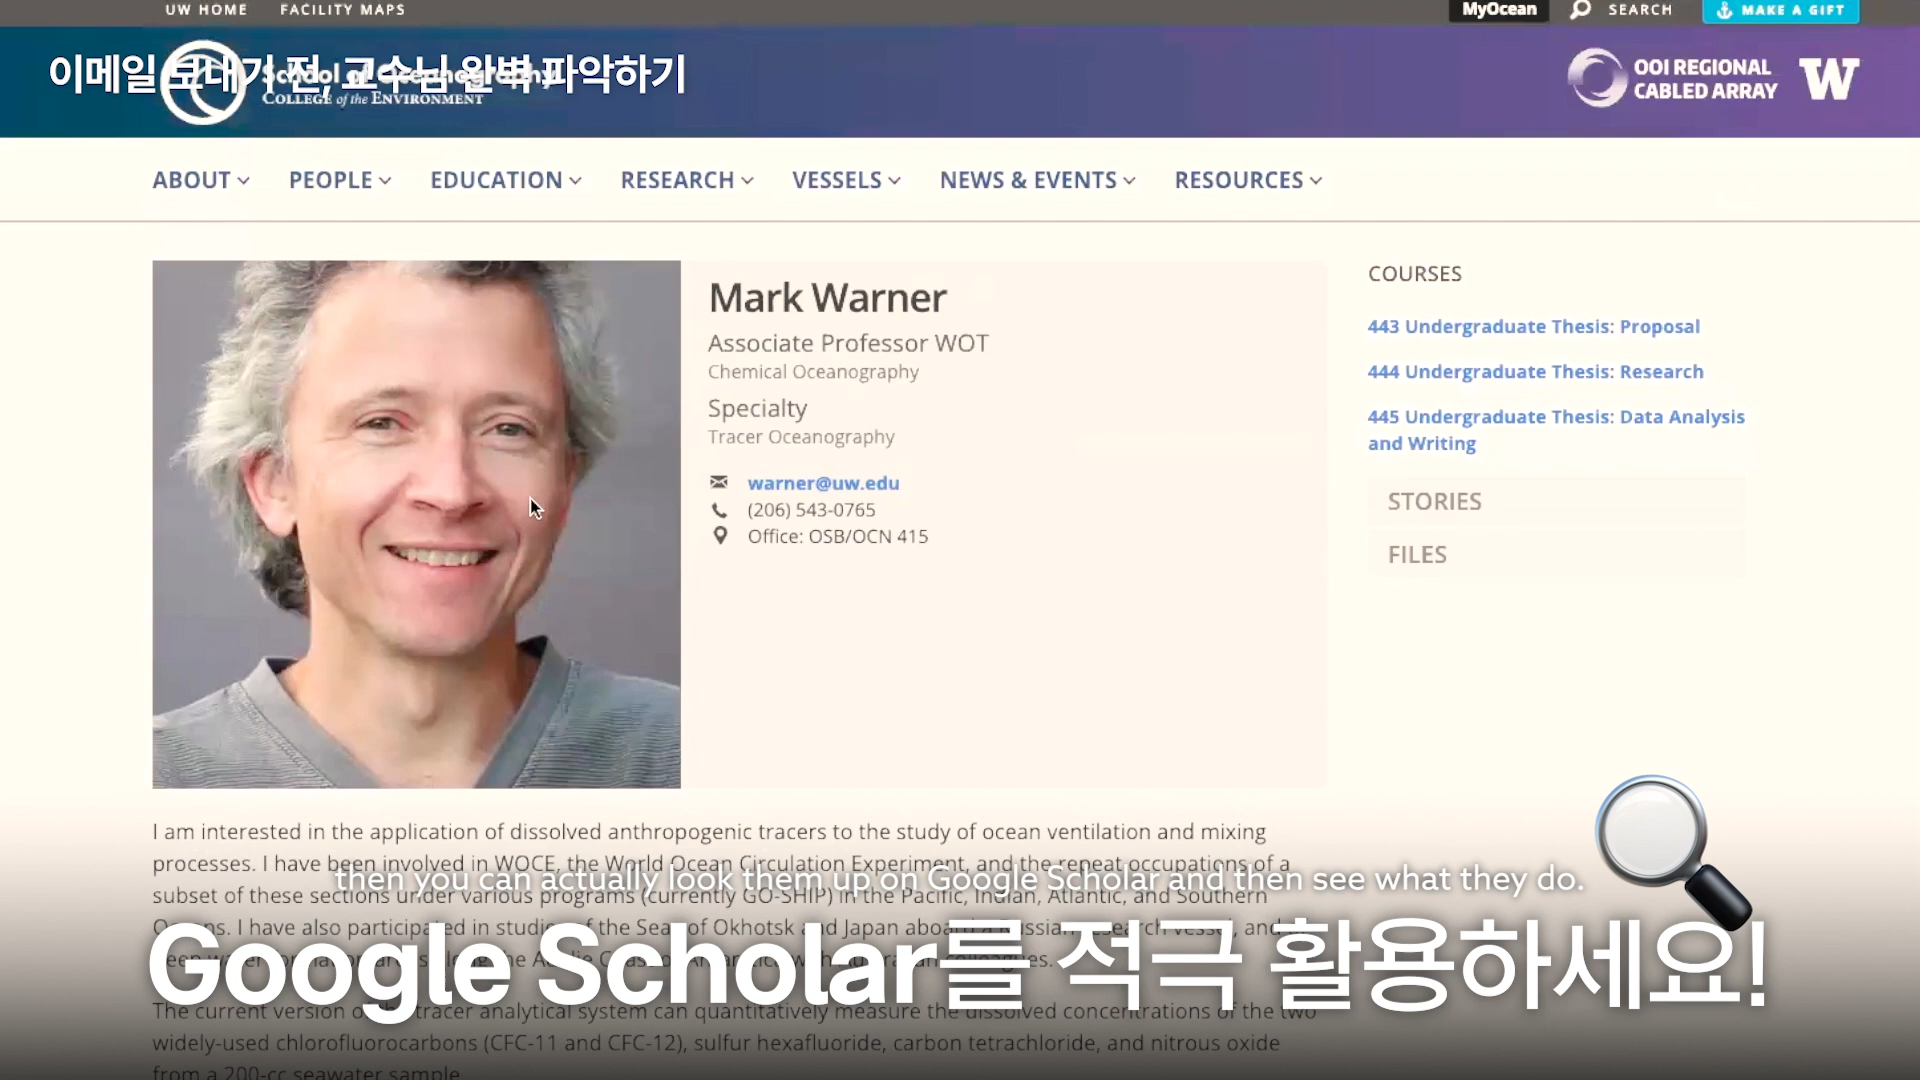 UW HOME FACILITY MAPS MyOcean SEARCH MAKE A GIFT
이메일 보내기 전, 교수님 완벽 파악하기
School of Oceanography
COLLEGE of the ENVIRONMENT
OOI REGIONAL
CABLED ARRAY W
ABOUT PEOPLE EDUCATION RESEARCH VESSELS NEWS & EVENTS RESOURCES
Mark Warner
Associate Professor WOT
Chemical Oceanography
Specialty
Tracer Oceanography
warner@uw.edu
(206) 543-0765
Office: OSB/OCN 415
COURSES
443 Undergraduate Thesis: Proposal
444 Undergraduate Thesis: Research
445 Undergraduate Thesis: Data Analysis
and Writing
STORIES
FILES
I am interested in the application of dissolved anthropogenic tracers to the study of ocean ventilation and mixing
processes. I have been involved in WOCE, the World Ocean Circulation Experiment, and the repeat occupations of a
then you can actually look them up on Google Scholar and then see what they do.
subset of these sections under various programs (currently GO-SHIP) in the Pacific, Indian, Atlantic, and Southern
I have also participated in the Sea of Okhotsk and Japan aboard a Russian research vessel, and
Google Scholar를 적극 활용하세요!
The current version tracer analytical system can quantitatively measure the dissolved concentrations of the two
widely-used chlorofluorocarbons (CFC-11 and CFC-12), sulfur hexafluoride, carbon tetrachloride, and nitrous oxide
from a 200-cc seawater sample